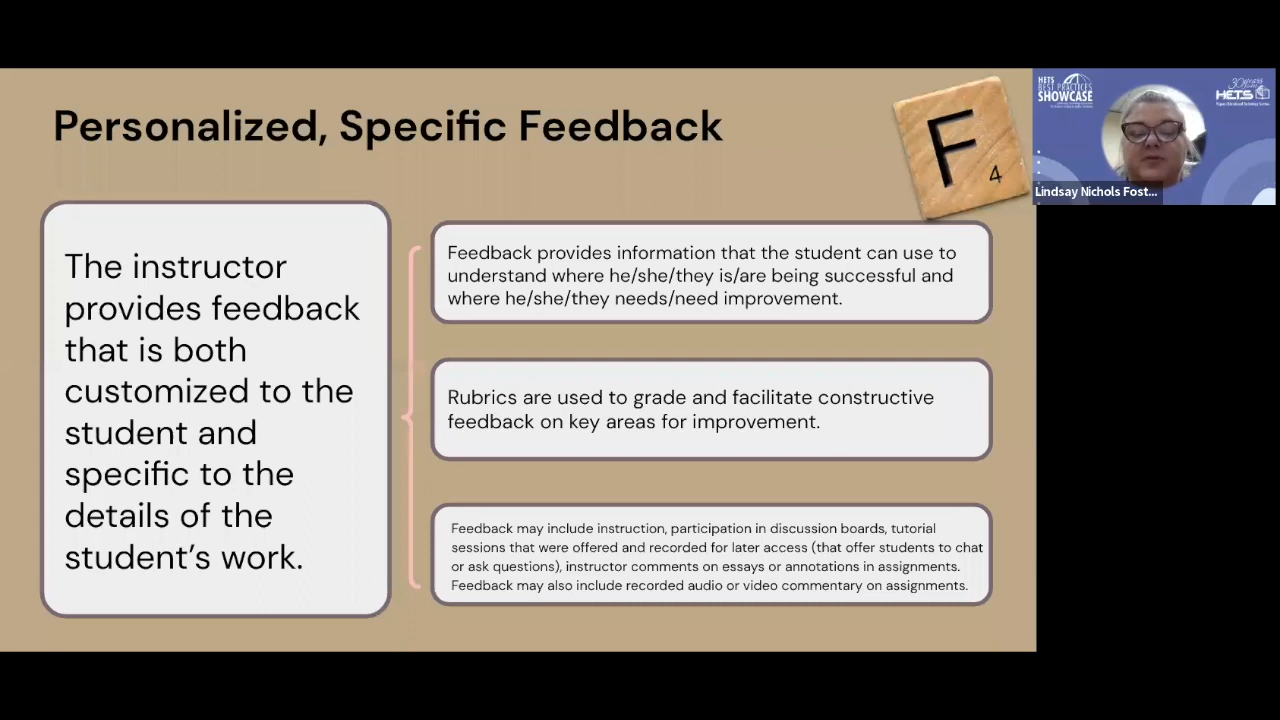 Personalized, Specific Feedback
F
4
The instructor
provides feedback
that is both
customized to the
student and
specific to the
details of the
student's work.
Feedback provides information that the student can use to
understand where he/she/they is/are being successful and
where he/she/they needs/need improvement.
Rubrics are used to grade and facilitate constructive
feedback on key areas for improvement.
Feedback may include instruction, participation in discussion boards, tutorial
sessions that were offered and recorded for later access (that offer students to chat
or ask questions), instructor comments on essays or annotations in assignments.
Feedback may also include recorded audio or video commentary on assignments.
HETS
BEST PRACTICES
SHOWCASE
HETS
Lindsay Nichols Fost...